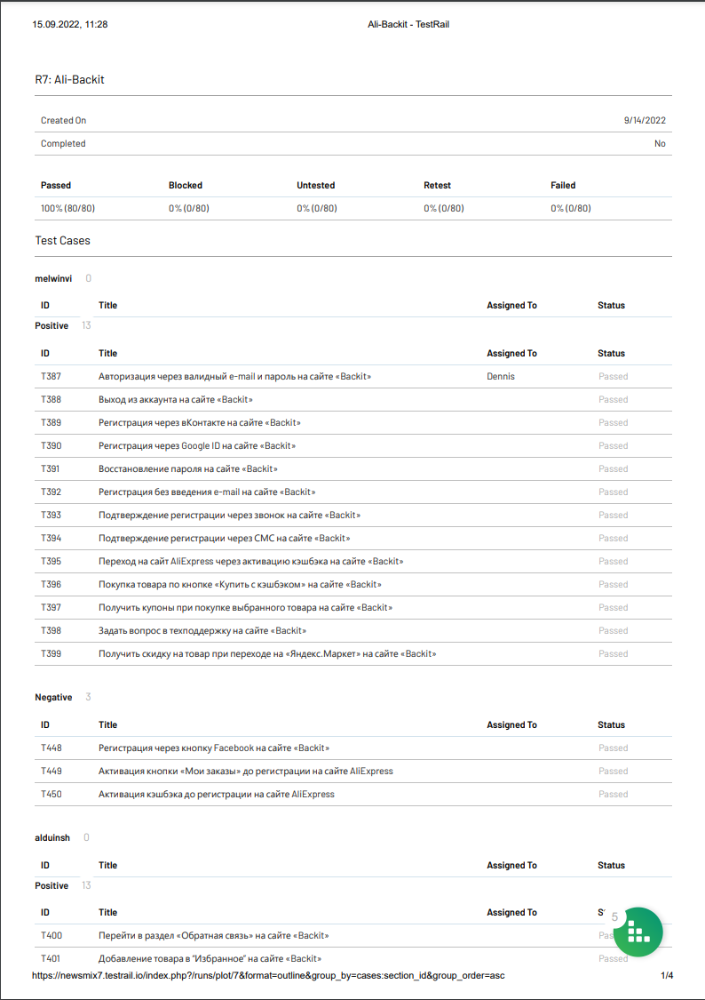 15.09.2022, 11:28 Ali-Backit - TestRail
R7: Ali-Backit
Created On 9/14/2022
Completed No
Passed Blocked Untested Retest Failed
100% (80/80) 0% (0/80) 0% (0/80) 0% (0/80) 0% (0/80)
Test Cases
melwinvi 0
ID Title Assigned To Status
Positive 13
ID Title Assigned To Status
T387 Авторизация через валидный e-mail и пароль на сайте «Backit» Dennis Passed
T388 Выход из аккаунта на сайте «Backit» Passed
T389 Регистрация через вКонтакте на сайте «Backit» Passed
T390 Регистрация через Google ID на сайте «Backit» Passed
T391 Восстановление пароля на сайте «Backit» Passed
T392 Регистрация без введения e-mail на сайте «Backit» Passed
T393 Подтверждение регистрации через звонок на сайте «Backit» Passed
T394 Подтверждение регистрации через СМС на сайте «Backit» Passed
T395 Переход на сайт AliExpress через активацию кэшбэка на сайте «Backit» Passed
T396 Покупка товара по кнопке «Купить с кэшбэком» на сайте «Backit» Passed
T397 Получить купоны при покупке выбранного товара на сайте «Backit» Passed
T398 Задать вопрос в техподдержку на сайте «Backit» Passed
T399 Получить скидку на товар при переходе на «Яндекс.Маркет» на сайте «Backit» Passed
Negative 3
ID Title Assigned To Status
T448 Регистрация через кнопку Facebook на сайте «Backit» Passed
T449 Активация кнопки «Мои заказы» до регистрации на сайте AliExpress Passed
T450 Активация кэшбэка до регистрации на сайте AliExpress Passed
alduinsh 0
ID Title Assigned To Status
Positive 13
ID Title Assigned To S 5
T400 Перейти в раздел «Обратная связь» на сайте «Backit» Pas
T401 Добавление товара в "Избранное" на сайте «Backit» Passed
https://newsmix7.testrail.io/index.php?/runs/plot/7&format=outline&group_by=cases:section_id&group_order=asc 1/4